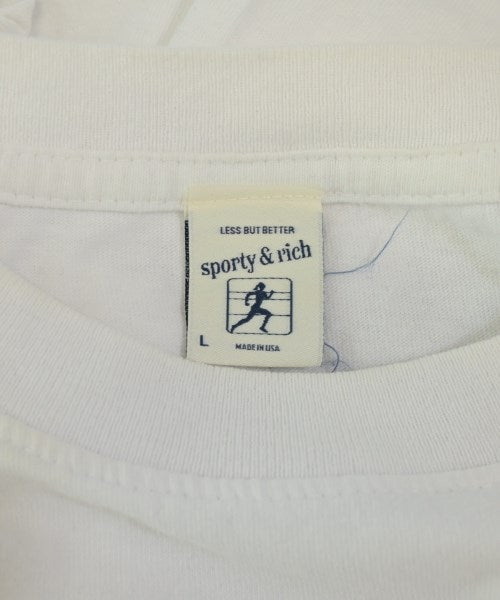 LESS BUT BETTER
sporty & rich
L
MADE IN USA